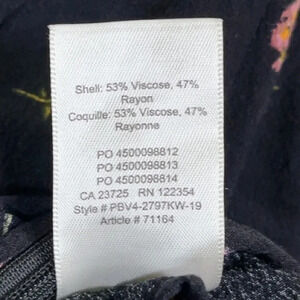 Shell: 53% Viscose, 47%
Rayon
Coquille: 53% Viscose, 47%
Rayonne
PO 4500098812
PO 4500098813
PO 4500098814
CA 23725 RN 122354
Style # PBV4-2797KW-19
Article # 71164